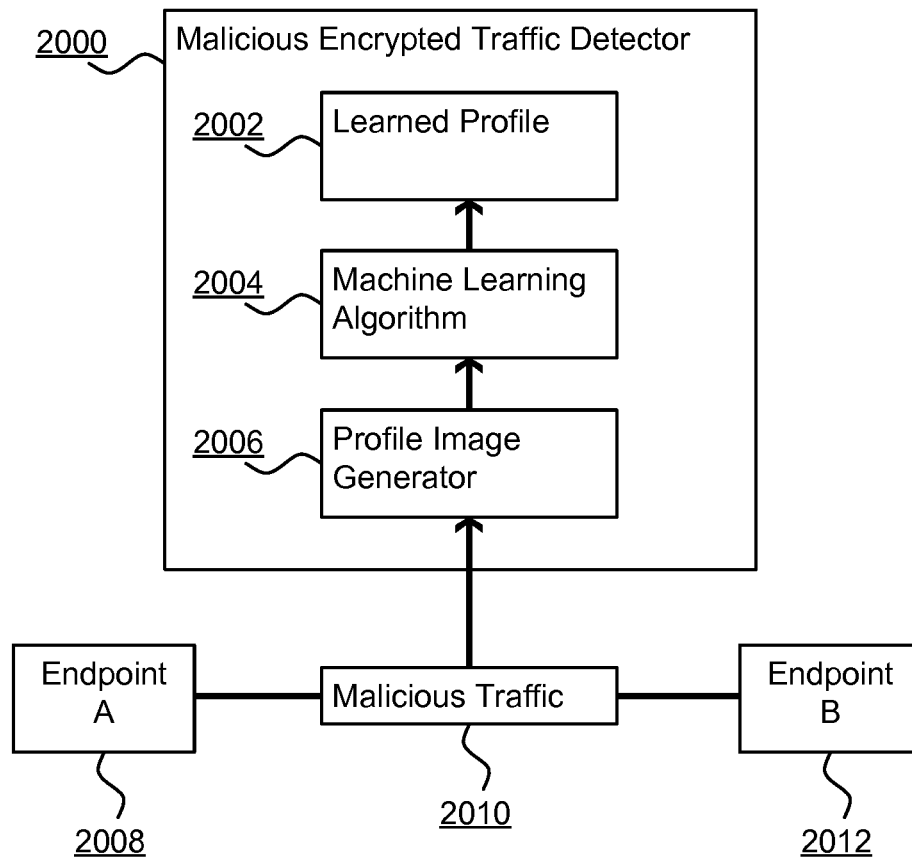 2000
Malicious Encrypted Traffic Detector
2002
Learned Profile
2004
Machine Learning
Algorithm
2006
Profile Image
Generator
Endpoint
A
Malicious Traffic
Endpoint
B
2008
2010
2012